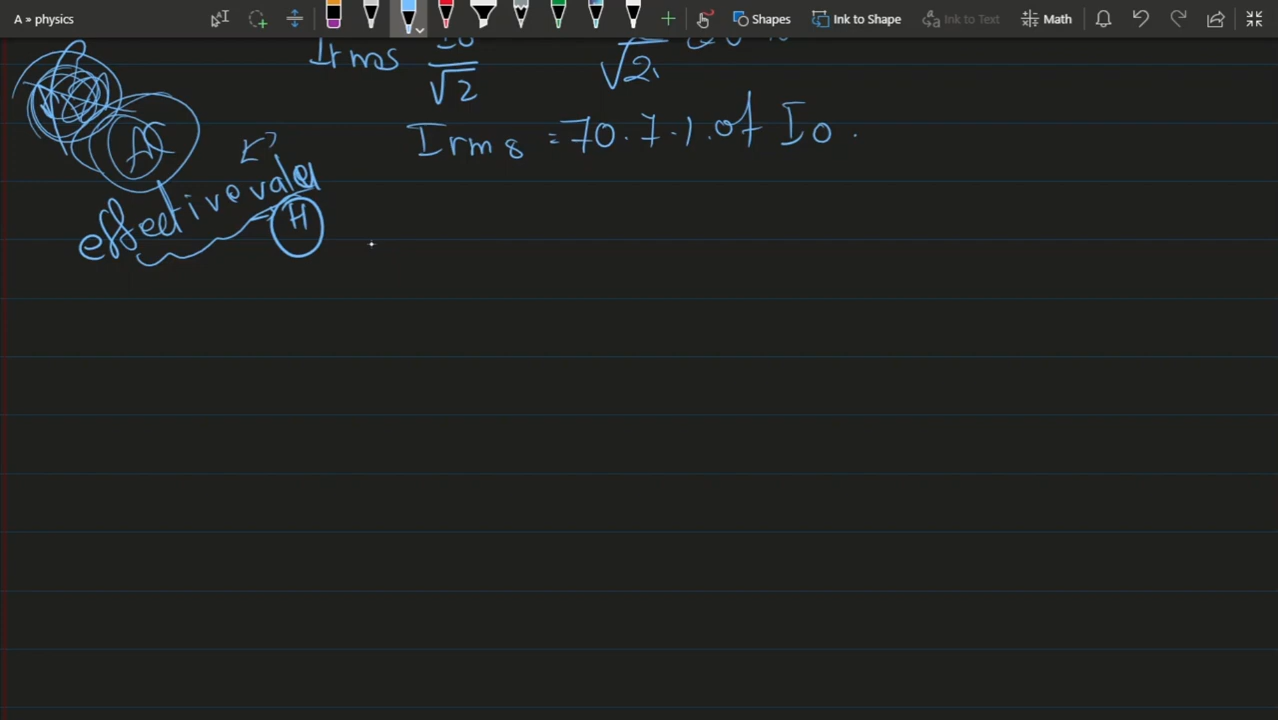 A » physics
Shapes
Ink to Shape
Ink to Text
Math
Irms I0/√2
√2
Irms = 70.7% of Io.
AC
effective value
H